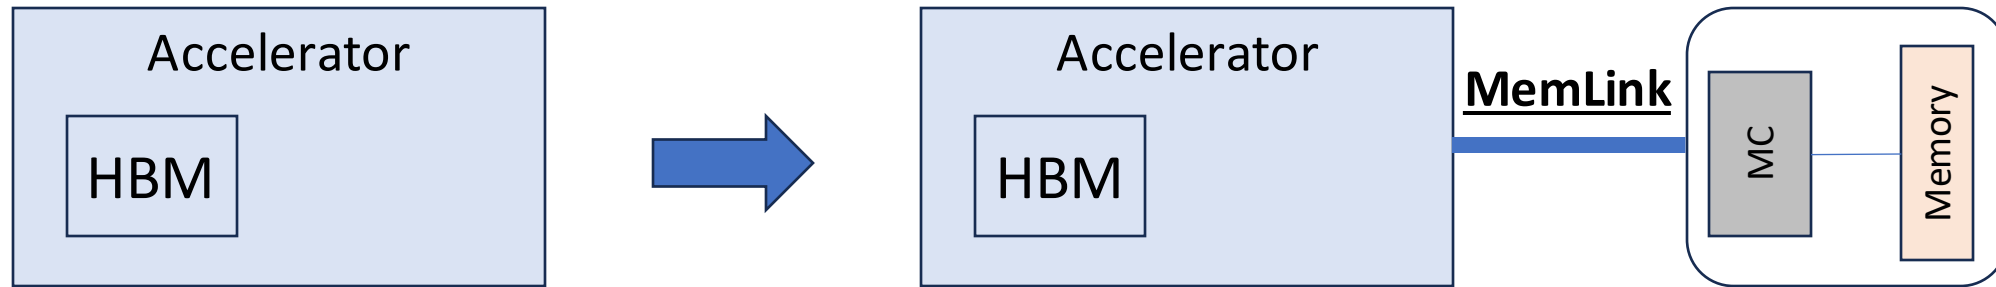 Accelerator
HBM
Accelerator
HBM
MemLink
MC
Memory